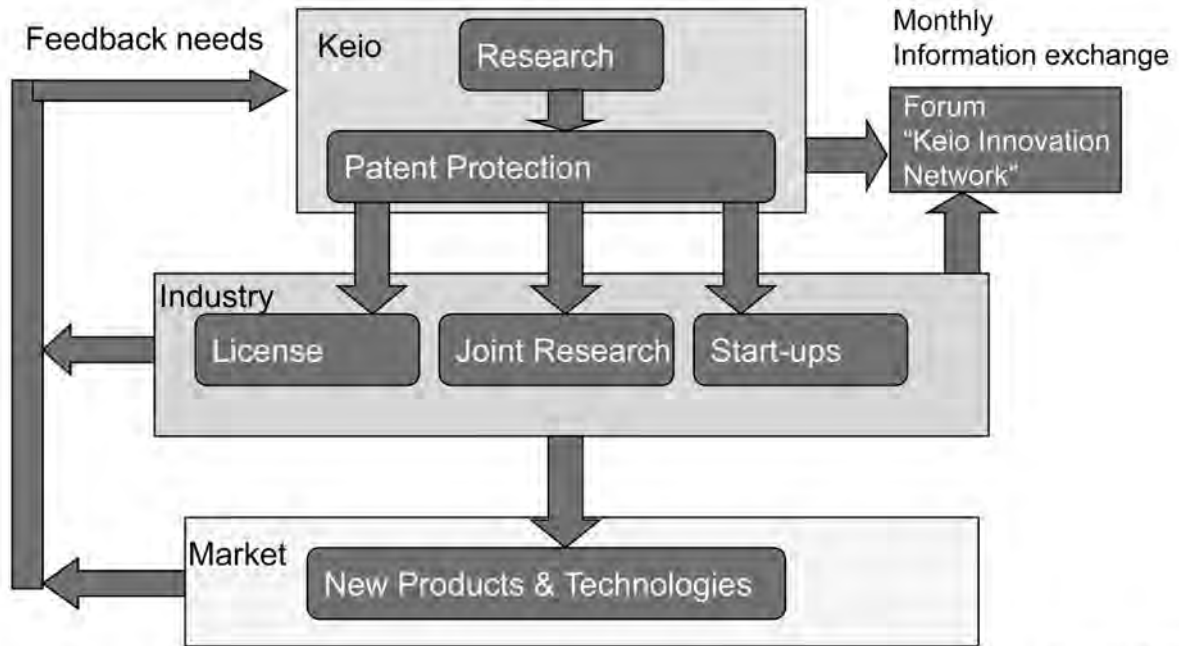 Feedback needs
Keio
Research
Patent Protection
Monthly
Information exchange
Forum
“Keio Innovation
Network“
Industry
License
Joint Research
Start-ups
Market
New Products & Technologies